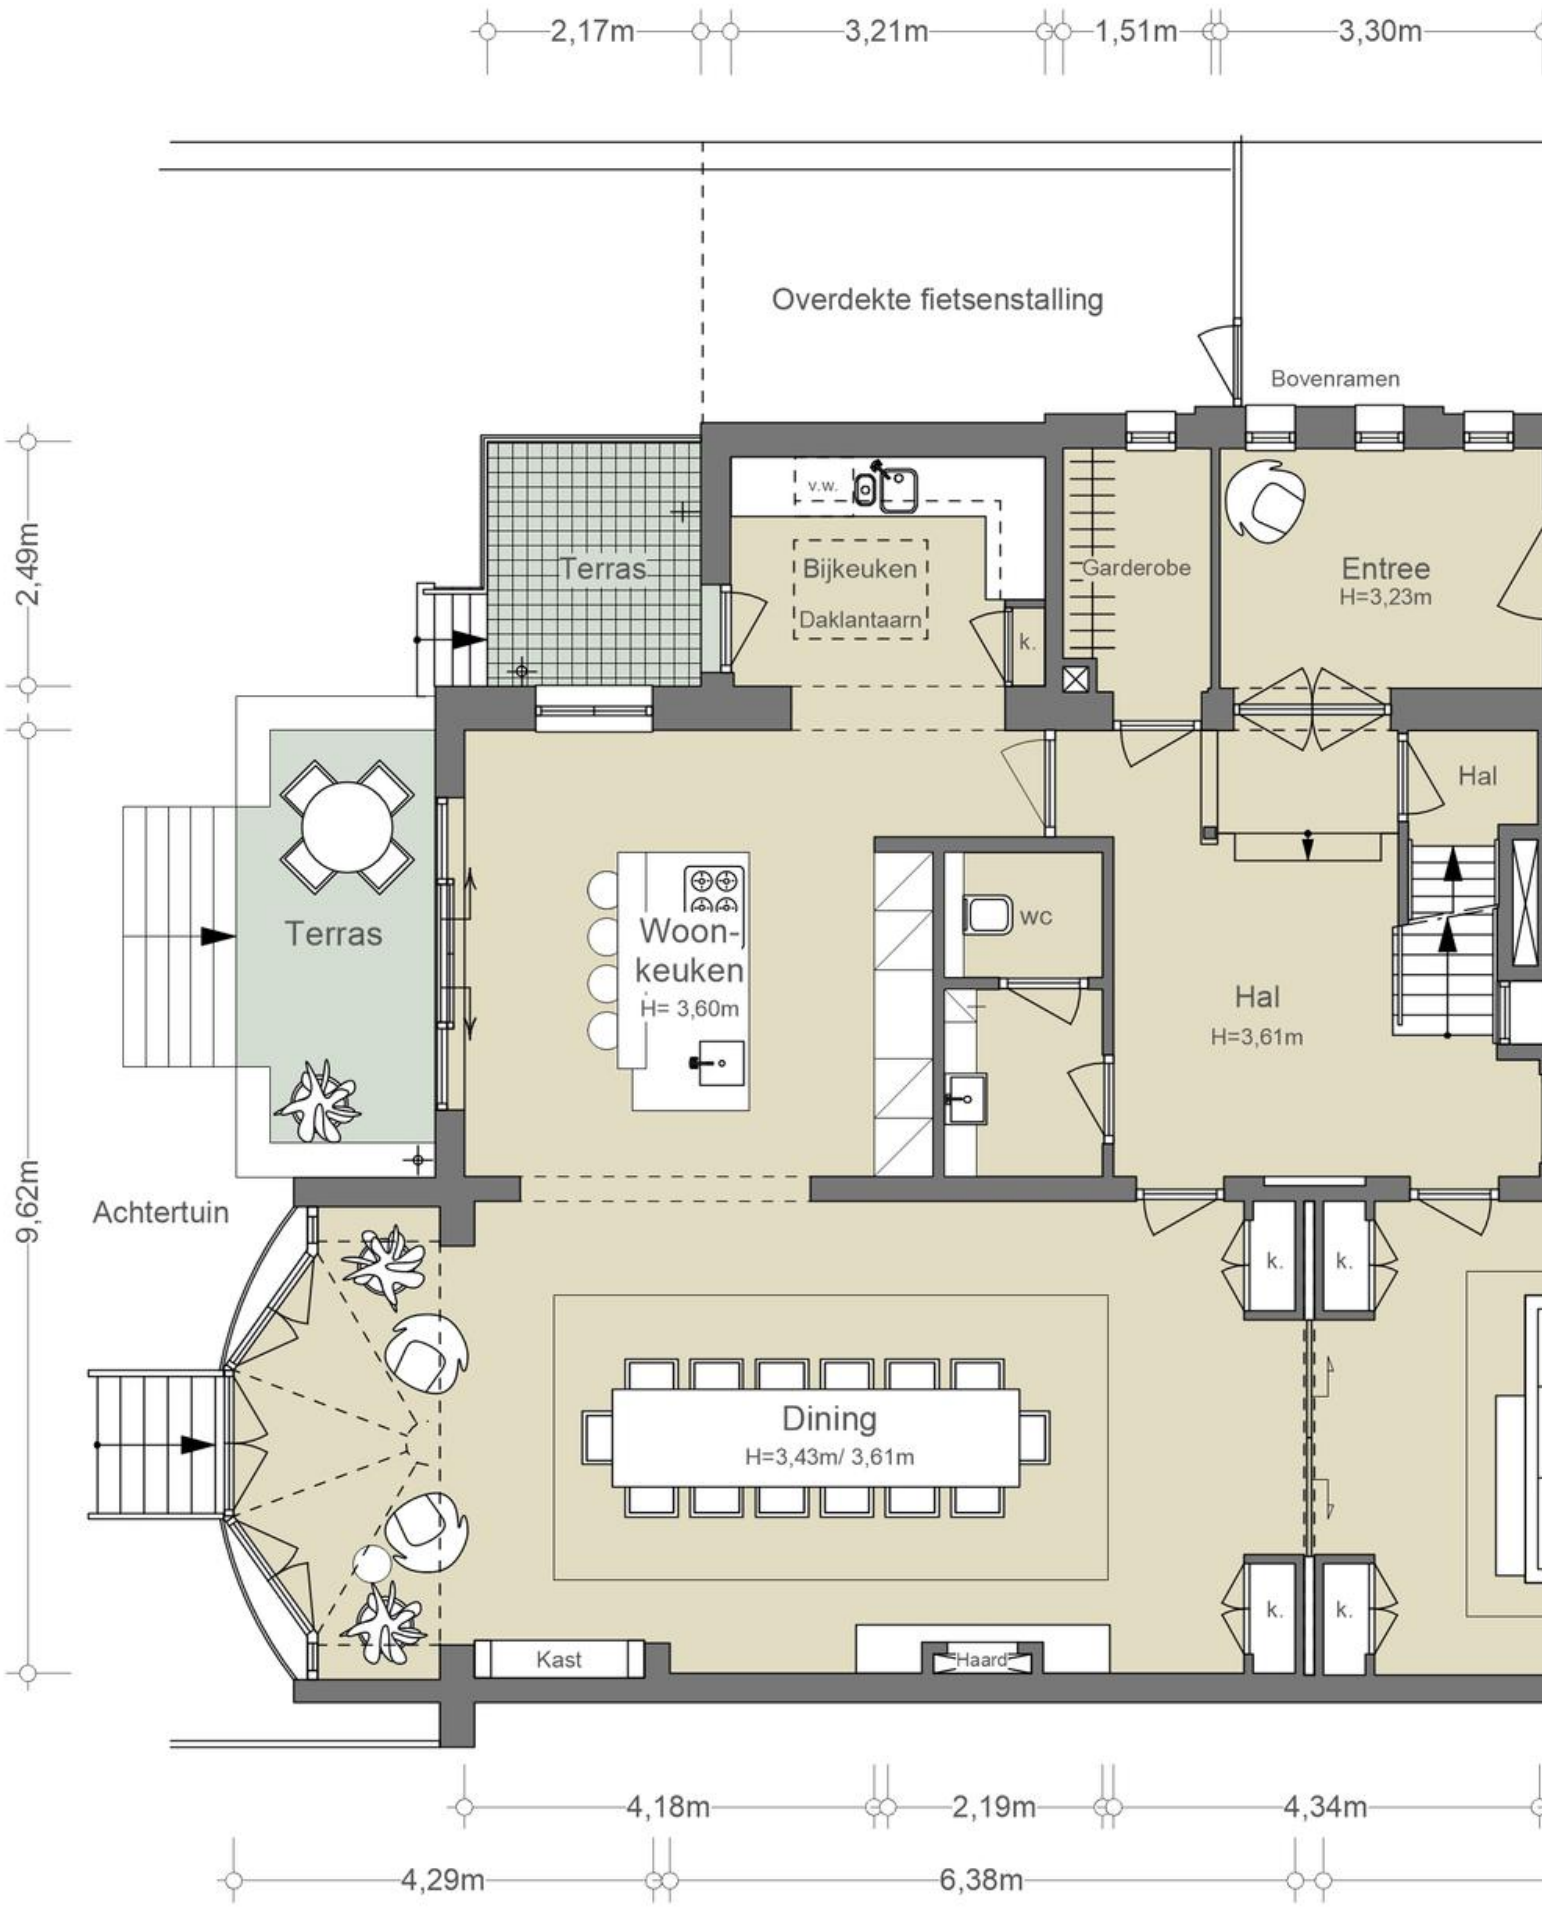 2,17m
3,21m
1,51m
3,30m
Overdekte fietsenstalling
Bovenramen
2,49m
v.w.
Terras
Bijkeuken
Daklantaarn
k.
Garderobe
Entree
H=3,23m
Hal
Terras
Woon-
keuken
H= 3,60m
wc
Hal
H=3,61m
9,62m
Achtertuin
k.
k.
Dining
H=3,43m/ 3,61m
k.
k.
Kast
Haard
4,18m
2,19m
4,34m
4,29m
6,38m